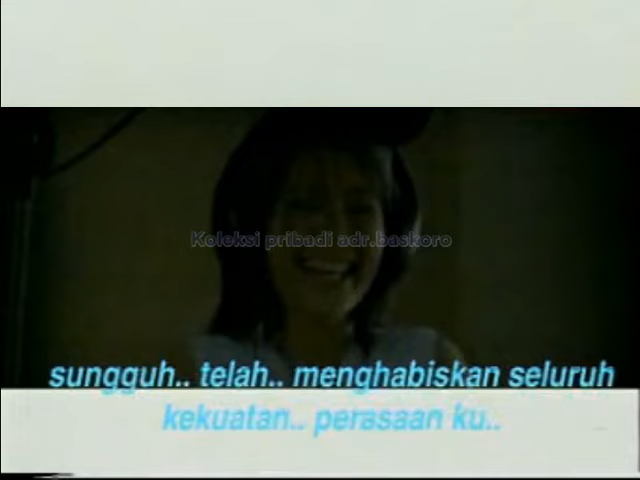 Koleksi pribadi adr.baskoro
sungguh.. telah.. menghabiskan seluruh
kekuatan.. perasaan ku..